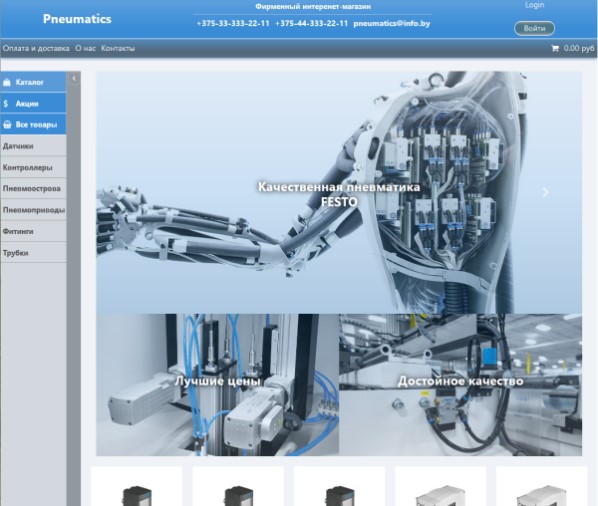 Pneumatics
Фирменный интеренет-магазин
+375-33-333-22-11 +375-44-333-22-11 pneumatics@info.by
Login
Войти
Оплата и доставка О нас Контакты
0.00 руб
Каталог
Акции
Все товары
Датчики
Контроллеры
Пневмоострова
Пневмоприводы
Фитинги
Трубки
Качественная пневматика
FESTO
Лучшие цены
Достойное качество